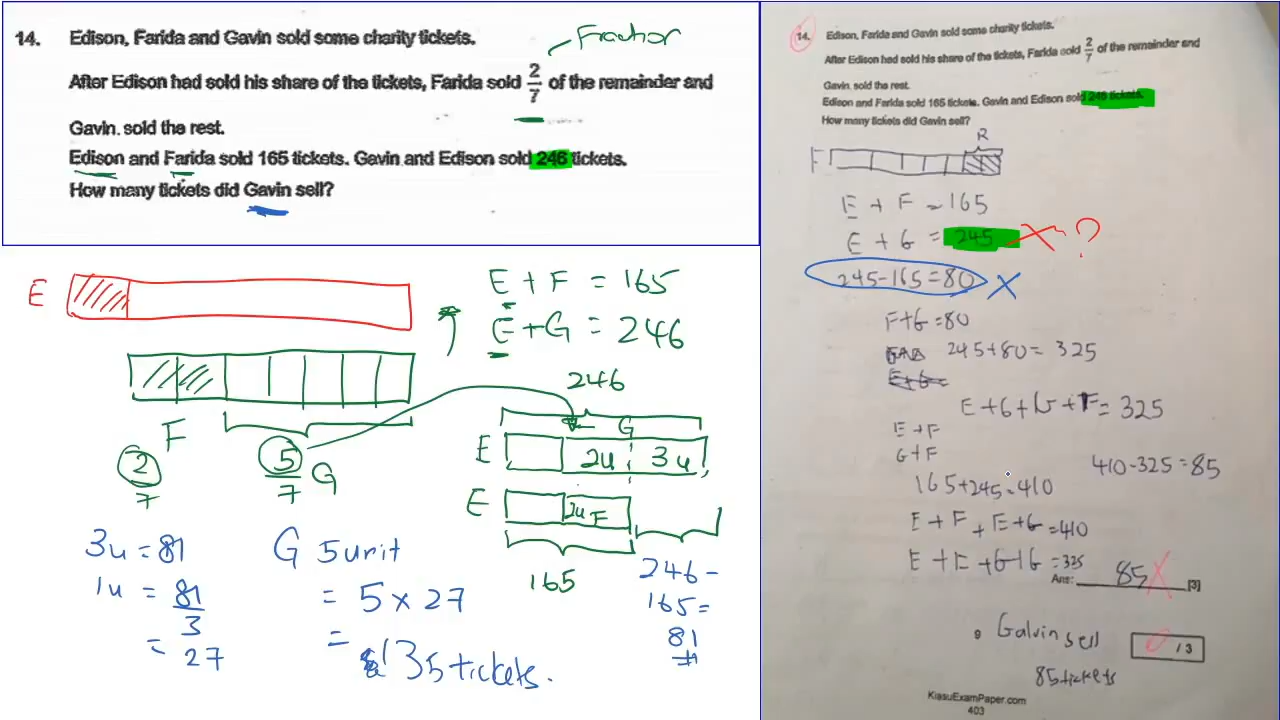 14. Edison, Farida and Gavin sold some charity tickets.
Fraction
After Edison had sold his share of the tickets, Farida sold 2/7 of the remainder and
Gavin. sold the rest.
Edison and Farida sold 165 tickets. Gavin and Edison sold 246 tickets.
How many tickets did Gavin sell?
E
F
2/7
5/7 G
E + F = 165
E + G = 246
246
G
E 2u 3u
E 2u F
165
246 -
165 =
81
3u = 81
1u = 81/3
= 27
G 5 unit
= 5 x 27
= 135 tickets.
14. Edison, Farida and Gavin sold some charity tickets.
After Edison had sold his share of the tickets, Farida sold 2/7 of the remainder and
Gavin. sold the rest.
Edison and Farida sold 165 tickets. Gavin and Edison sold 246 tickets.
How many tickets did Gavin sell?
R
F
E + F = 165
E + G = 245 X ?
245-165=80 X
F+G=80
245+80=325
E+G+G+F=325
E+F
G+F
410-325=85
165+245=410
E+F+E+G=410
=325
Ans: 85 X [3]
Galvin sell
0 / 3
85 tickets
KiasuExamPaper.com
403